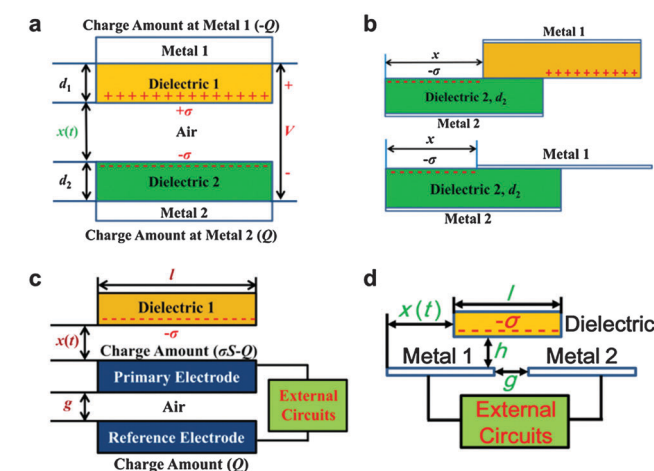 a
Charge Amount at Metal 1 (-Q)
Metal 1
d₁
Dielectric 1
+ + + + + + + + + + + + + +
+σ
x(t)
Air
V
+
-
-σ
d₂
Dielectric 2
Metal 2
Charge Amount at Metal 2 (Q)
b
Metal 1
x
-σ
Dielectric 2, d₂
Metal 2
x
-σ
Metal 1
Dielectric 2, d₂
Metal 2
c
l
Dielectric 1
x(t)
-σ
Charge Amount (σS-Q)
Primary Electrode
g
Air
External
Circuits
Reference Electrode
Charge Amount (Q)
d
x(t)
l
-σ
Dielectric
h
Metal 1
Metal 2
g
External
Circuits